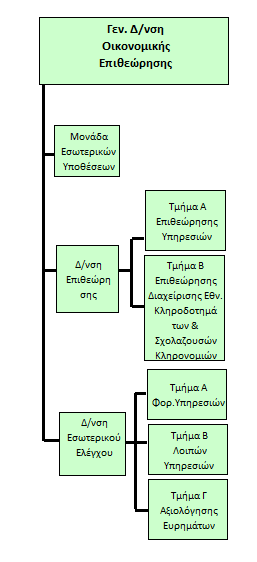 Γεν. Δ/νση
Οικονομικής
Επιθεώρησης
Μονάδα
Εσωτερικών
Υποθέσεων
Δ/νση
Επιθεώρη
σης
Τμήμα Α
Επιθεώρησης
Υπηρεσιών
Τμήμα Β
Επιθεώρησης
Διαχείρισης Εθν.
Κληροδοτημά
των &
Σχολαζουσών
Κληρονομιών
Δ/νση
Εσωτερικού
Ελέγχου
Τμήμα Α
Φορ.Υπηρεσιών
Τμήμα Β
Λοιπών
Υπηρεσιών
Τμήμα Γ
Αξιολόγησης
Ευρημάτων